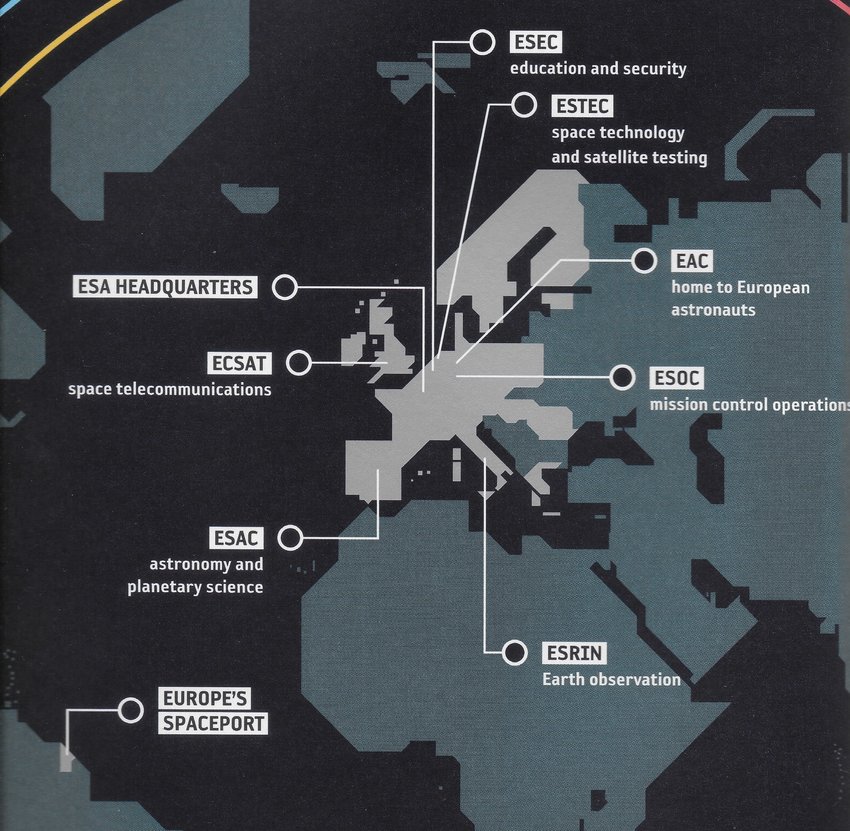 ESEC
education and security
ESTEC
space technology
and satellite testing
EAC
home to European
astronauts
ESA HEADQUARTERS
ECSAT
space telecommunications
ESOC
mission control operations
ESAC
astronomy and
planetary science
ESRIN
Earth observation
EUROPE'S
SPACEPORT